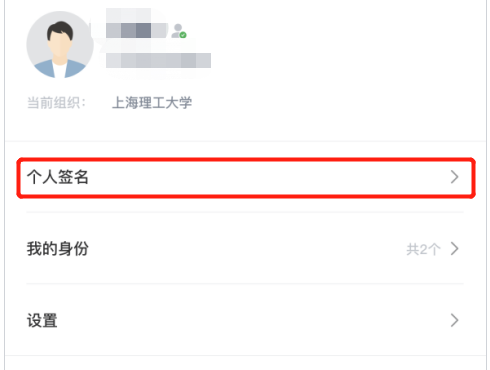 当前组织： 上海理工大学
个人签名
我的身份 共2个
设置